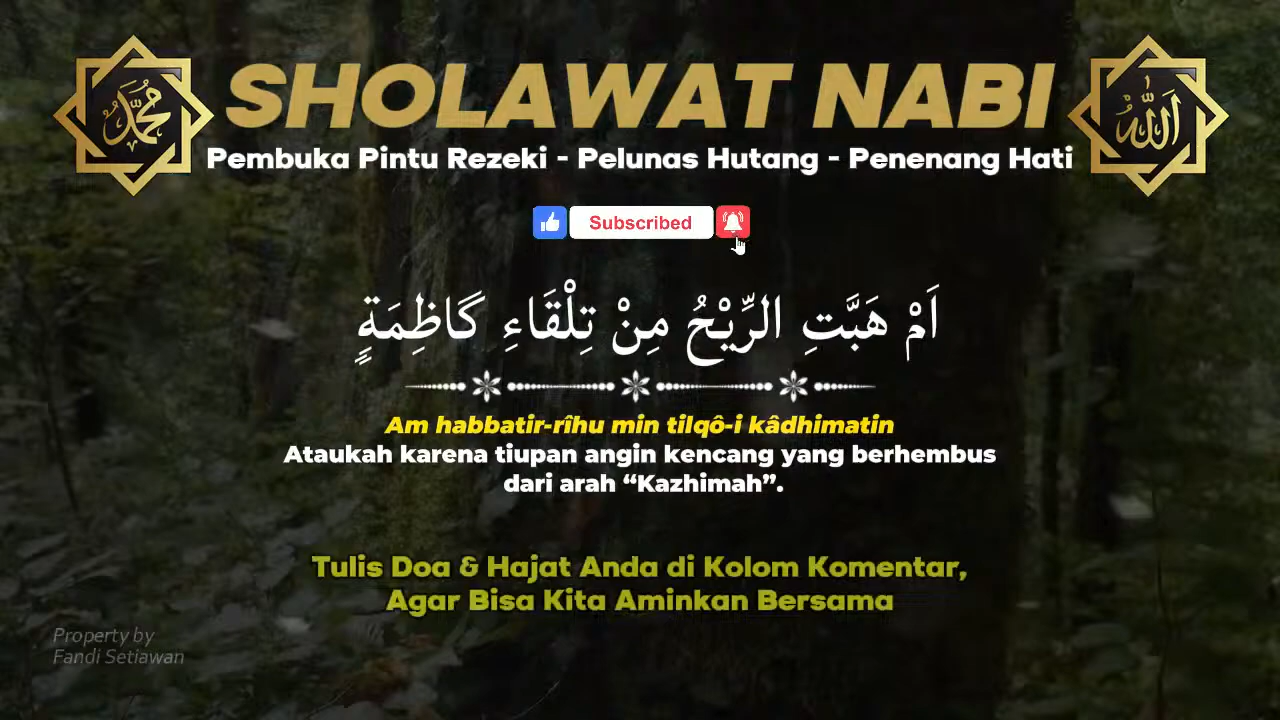 محمد
SHOLAWAT NABI
الله
Pembuka Pintu Rezeki - Pelunas Hutang - Penenang Hati
Subscribed
اَمْ هَبَّتِ الرِّيْحُ مِنْ تِلْقَاءِ كَاظِمَةٍ
Am habbatir-rîhu min tilqô-i kâdhimatin
Ataukah karena tiupan angin kencang yang berhembus
dari arah “Kazhimah”.
Tulis Doa & Hajat Anda di Kolom Komentar,
Agar Bisa Kita Aminkan Bersama
Property by
Fandi Setiawan